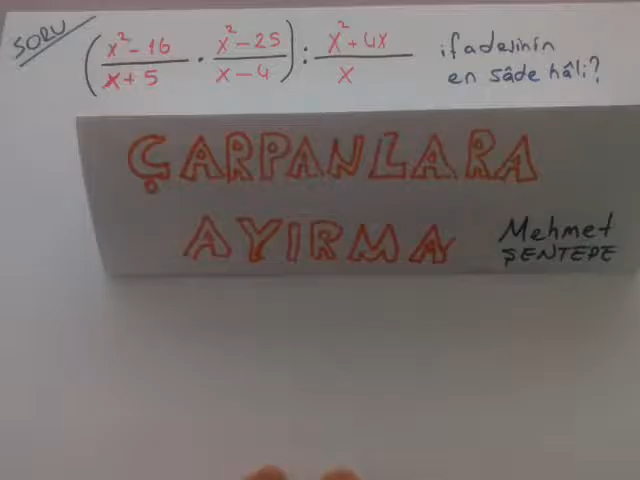 SORU
(x²-16/x+5 · x²-25/x-4) : x²+4x/x ifadesinin
en sâde hâli?
ÇARPANLARA
AYIRMA
Mehmet
ŞENTEPE